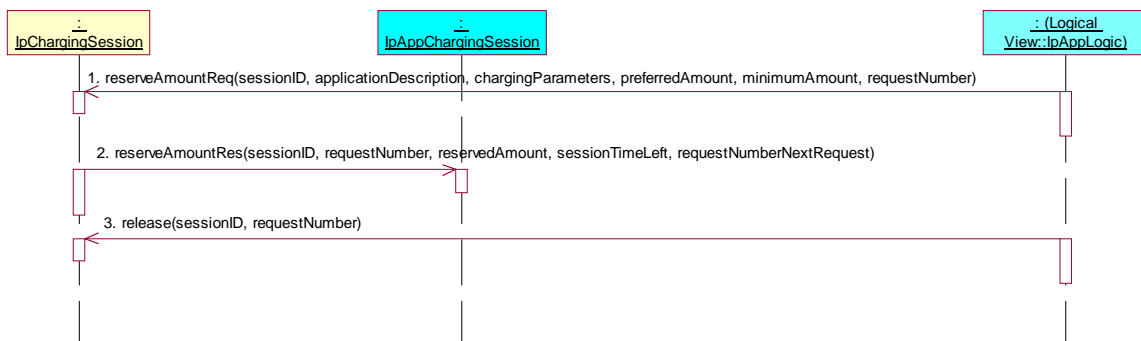 :
IpChargingSession
:
IpAppChargingSession
: (Logical
View::IpAppLogic)
1. reserveAmountReq(sessionID, applicationDescription, chargingParameters, preferredAmount, minimumAmount, requestNumber)
2. reserveAmountRes(sessionID, requestNumber, reservedAmount, sessionTimeLeft, requestNumberNextRequest)
3. release(sessionID, requestNumber)